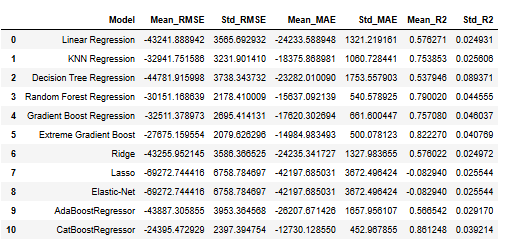 Model Mean_RMSE Std_RMSE Mean_MAE Std_MAE Mean_R2 Std_R2
0 Linear Regression -43241.888942 3565.692932 -24233.588948 1321.219161 0.576271 0.024931
1 KNN Regression -32941.751586 3231.901410 -18375.868981 1060.728441 0.753853 0.025606
2 Decision Tree Regression -44781.915998 3738.343732 -23282.010090 1753.557903 0.537946 0.089371
3 Random Forest Regression -30151.168639 2178.410009 -15637.092139 540.578925 0.790020 0.044555
4 Gradient Boost Regression -32511.378973 2695.414131 -17620.302694 661.600447 0.757080 0.046037
5 Extreme Gradient Boost -27675.159554 2079.626296 -14984.983493 500.078123 0.822270 0.040769
6 Ridge -43255.952145 3586.366525 -24235.341727 1327.983655 0.576022 0.024972
7 Lasso -69272.744416 6758.784697 -42197.685031 3672.496424 -0.082940 0.025544
8 Elastic-Net -69272.744416 6758.784697 -42197.685031 3672.496424 -0.082940 0.025544
9 AdaBoostRegressor -43887.305855 3953.364568 -26207.671426 1657.956107 0.566542 0.029170
10 CatBoostRegressor -24395.472929 2397.394754 -12730.128550 452.967855 0.861248 0.039214